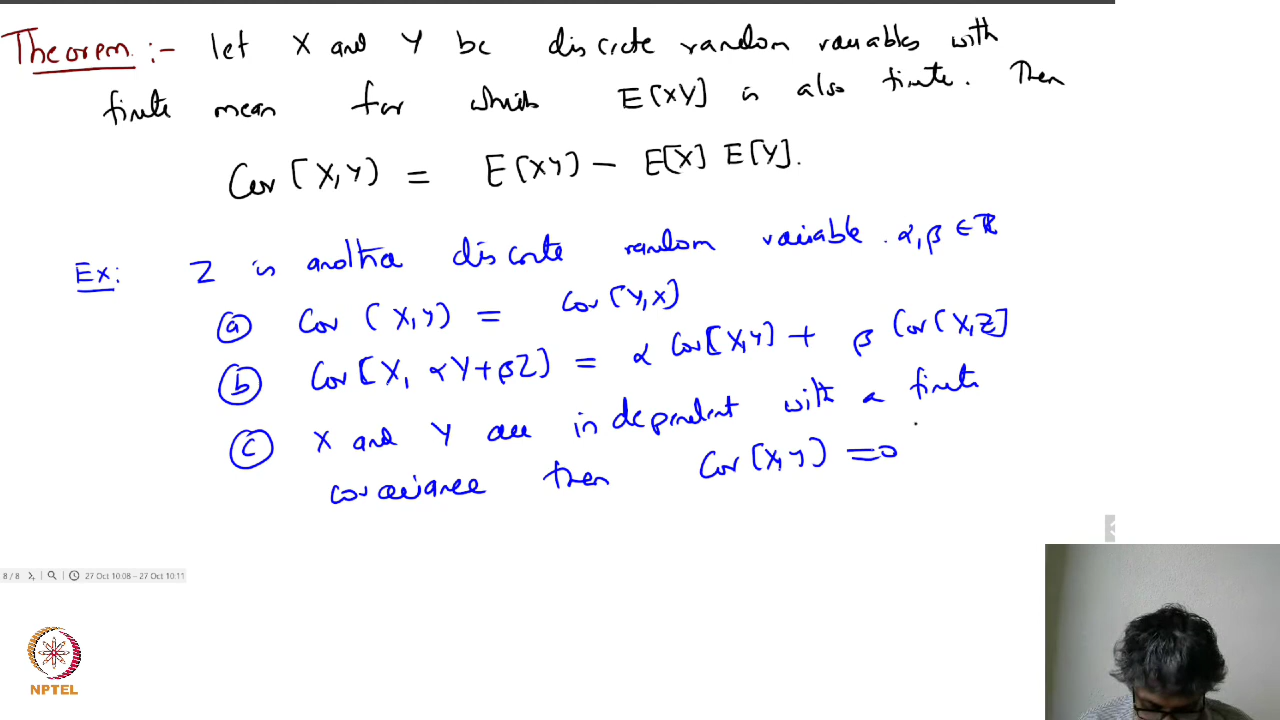 Theorem :- let X and Y be discrete random variables with
finite mean for which E[XY] is also finite. Then
Cov[X,Y] = E[XY] - E[X] E[Y].
Ex: Z is another discrete random variable. α, β ∈ ℝ
(a) Cov[X,Y] = Cov[Y,X]
(b) Cov[X, αY+βZ] = α Cov[X,Y] + β Cov[X,Z]
(c) X and Y are independent with a finite
covariance then Cov[X,Y] = 0
8 / 8 27 Oct 10:08 – 27 Oct 10:11
NPTEL